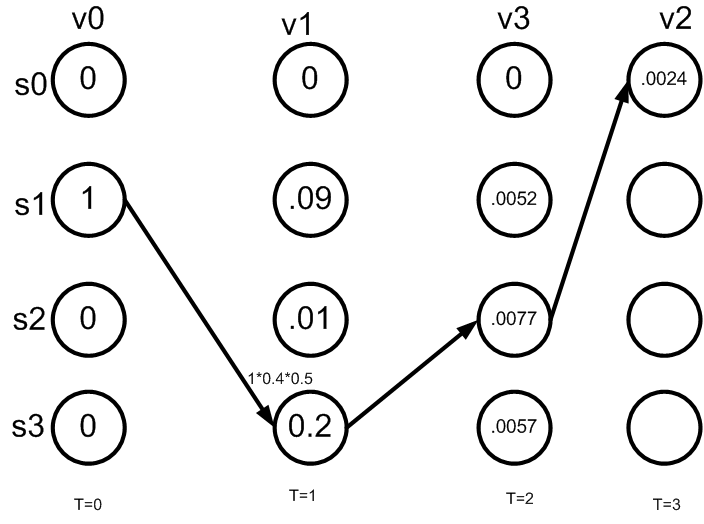 v0 v1 v3 v2
s0 0 0 0 .0024
s1 1 .09 .0052
s2 0 .01 .0077
1*0.4*0.5
s3 0 0.2 .0057
T=0 T=1 T=2 T=3